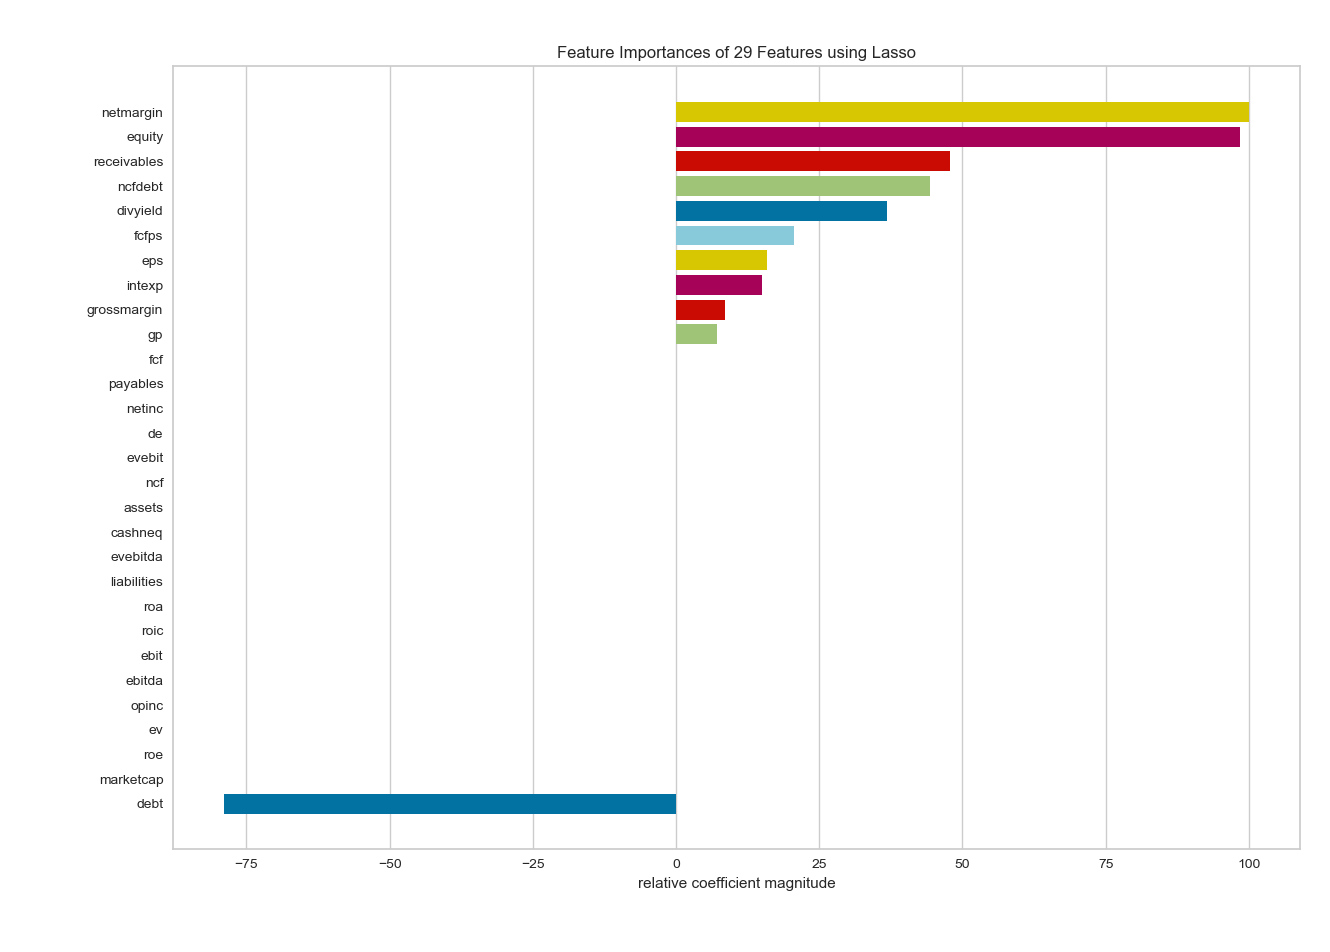 Feature Importances of 29 Features using Lasso
netmargin
equity
receivables
ncfdebt
divyield
fcfps
eps
intexp
grossmargin
gp
fcf
payables
netinc
de
evebit
ncf
assets
cashneq
evebitda
liabilities
roa
roic
ebit
ebitda
opinc
ev
roe
marketcap
debt
−75 −50 −25 0 25 50 75 100
relative coefficient magnitude